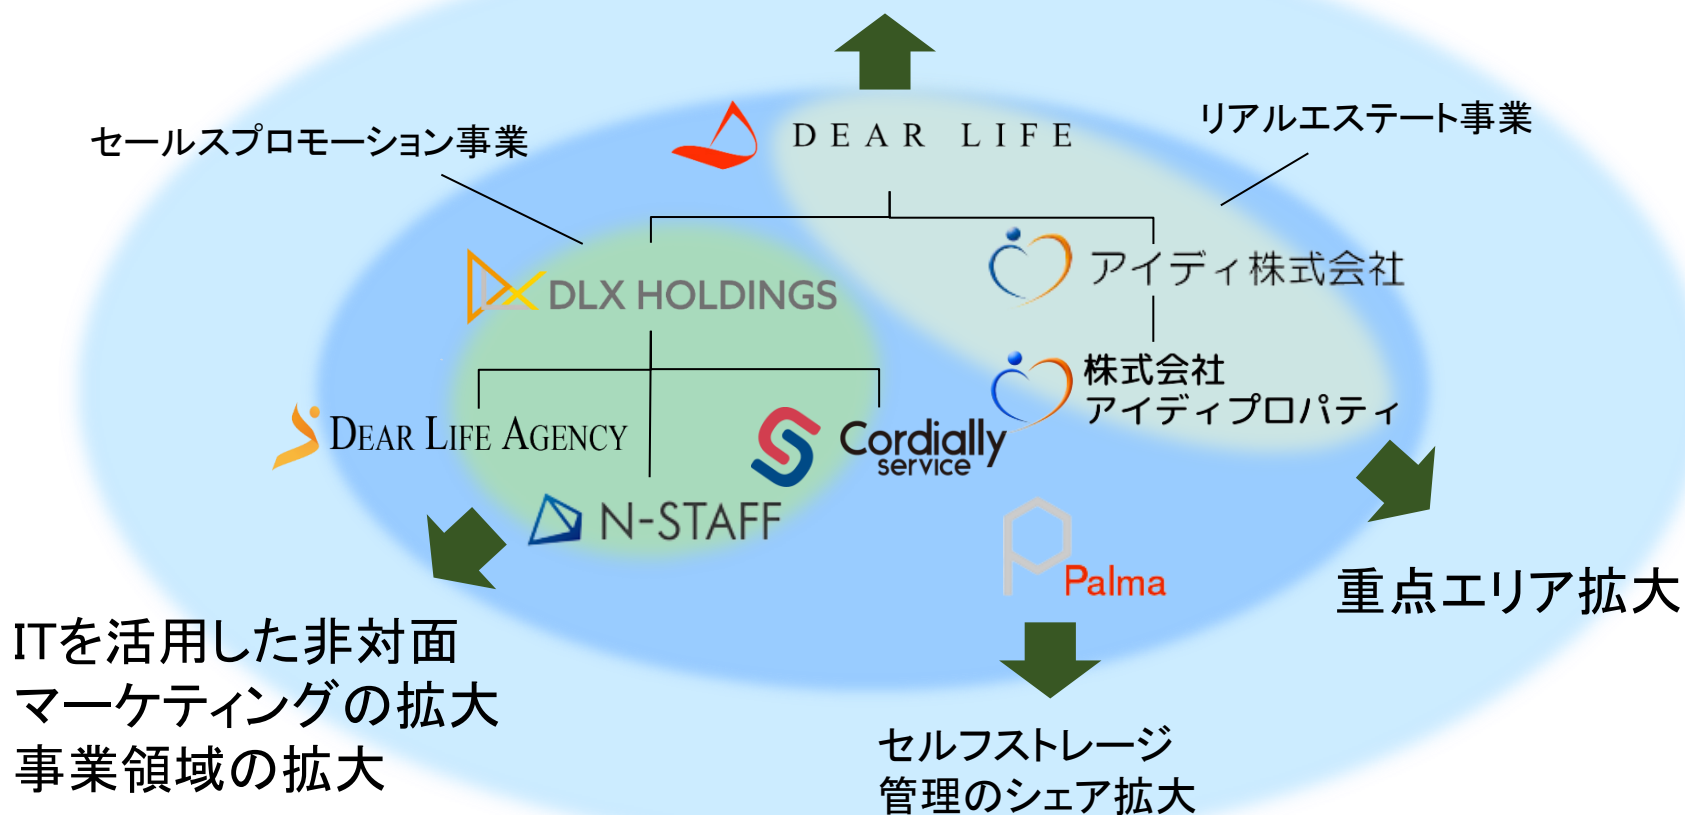 DEAR LIFE
リアルエステート事業
セールスプロモーション事業
DLX HOLDINGS
アイディ株式会社
株式会社
アイディプロパティ
DEAR LIFE AGENCY
Cordially
service
N-STAFF
Palma
重点エリア拡大
ITを活用した非対面
マーケティングの拡大
事業領域の拡大
セルフストレージ
管理のシェア拡大